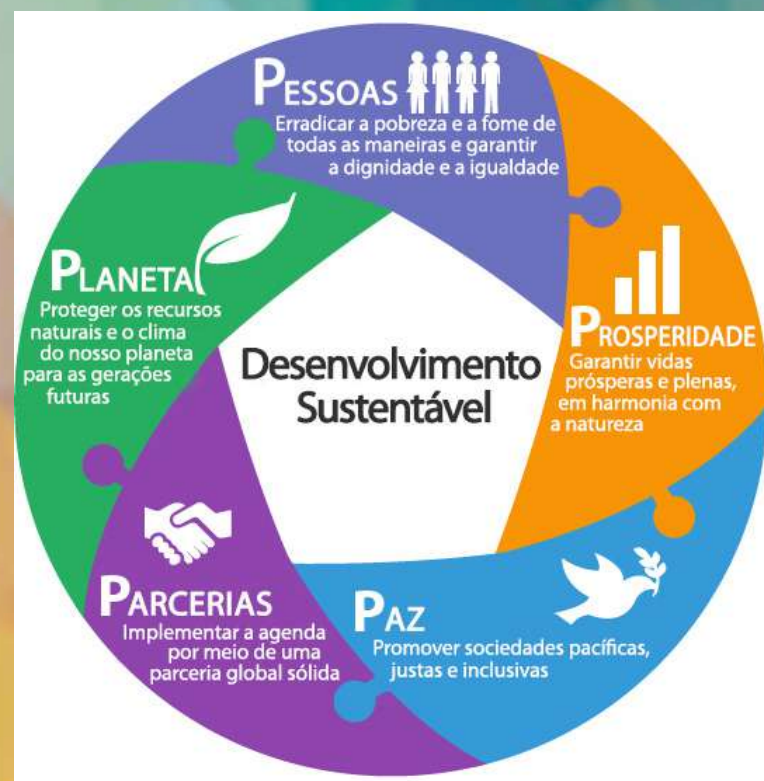 PESSOAS
Erradicar a pobreza e a fome de
todas as maneiras e garantir
a dignidade e a igualdade
PROSPERIDADE
Garantir vidas
prósperas e plenas,
em harmonia com
a natureza
PAZ
Promover sociedades pacíficas,
justas e inclusivas
PARCERIAS
Implementar a agenda
por meio de uma
parceria global sólida
PLANETA
Proteger os recursos
naturais e o clima
do nosso planeta
para as gerações
futuras
Desenvolvimento
Sustentável